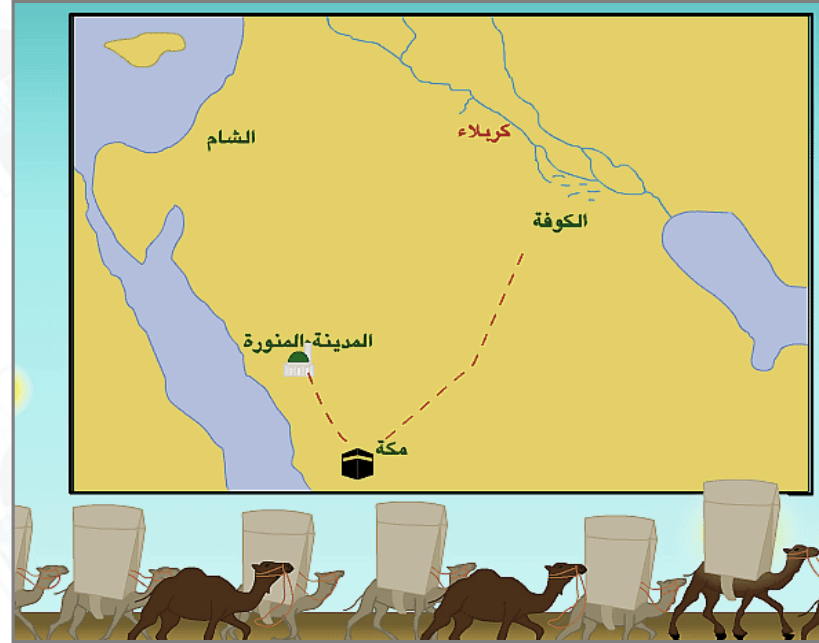 الشام
كربلاء
الكوفة
المدينة المنورة
مكة